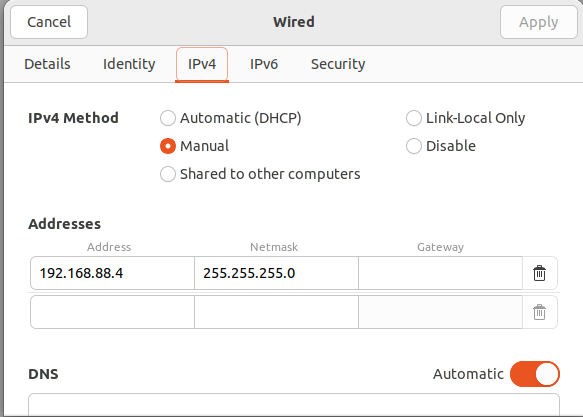 Cancel Wired Apply
Details Identity IPv4 IPv6 Security
IPv4 Method Automatic (DHCP) Link-Local Only
Manual Disable
Shared to other computers
Addresses
Address Netmask Gateway
192.168.88.4 255.255.255.0
DNS Automatic